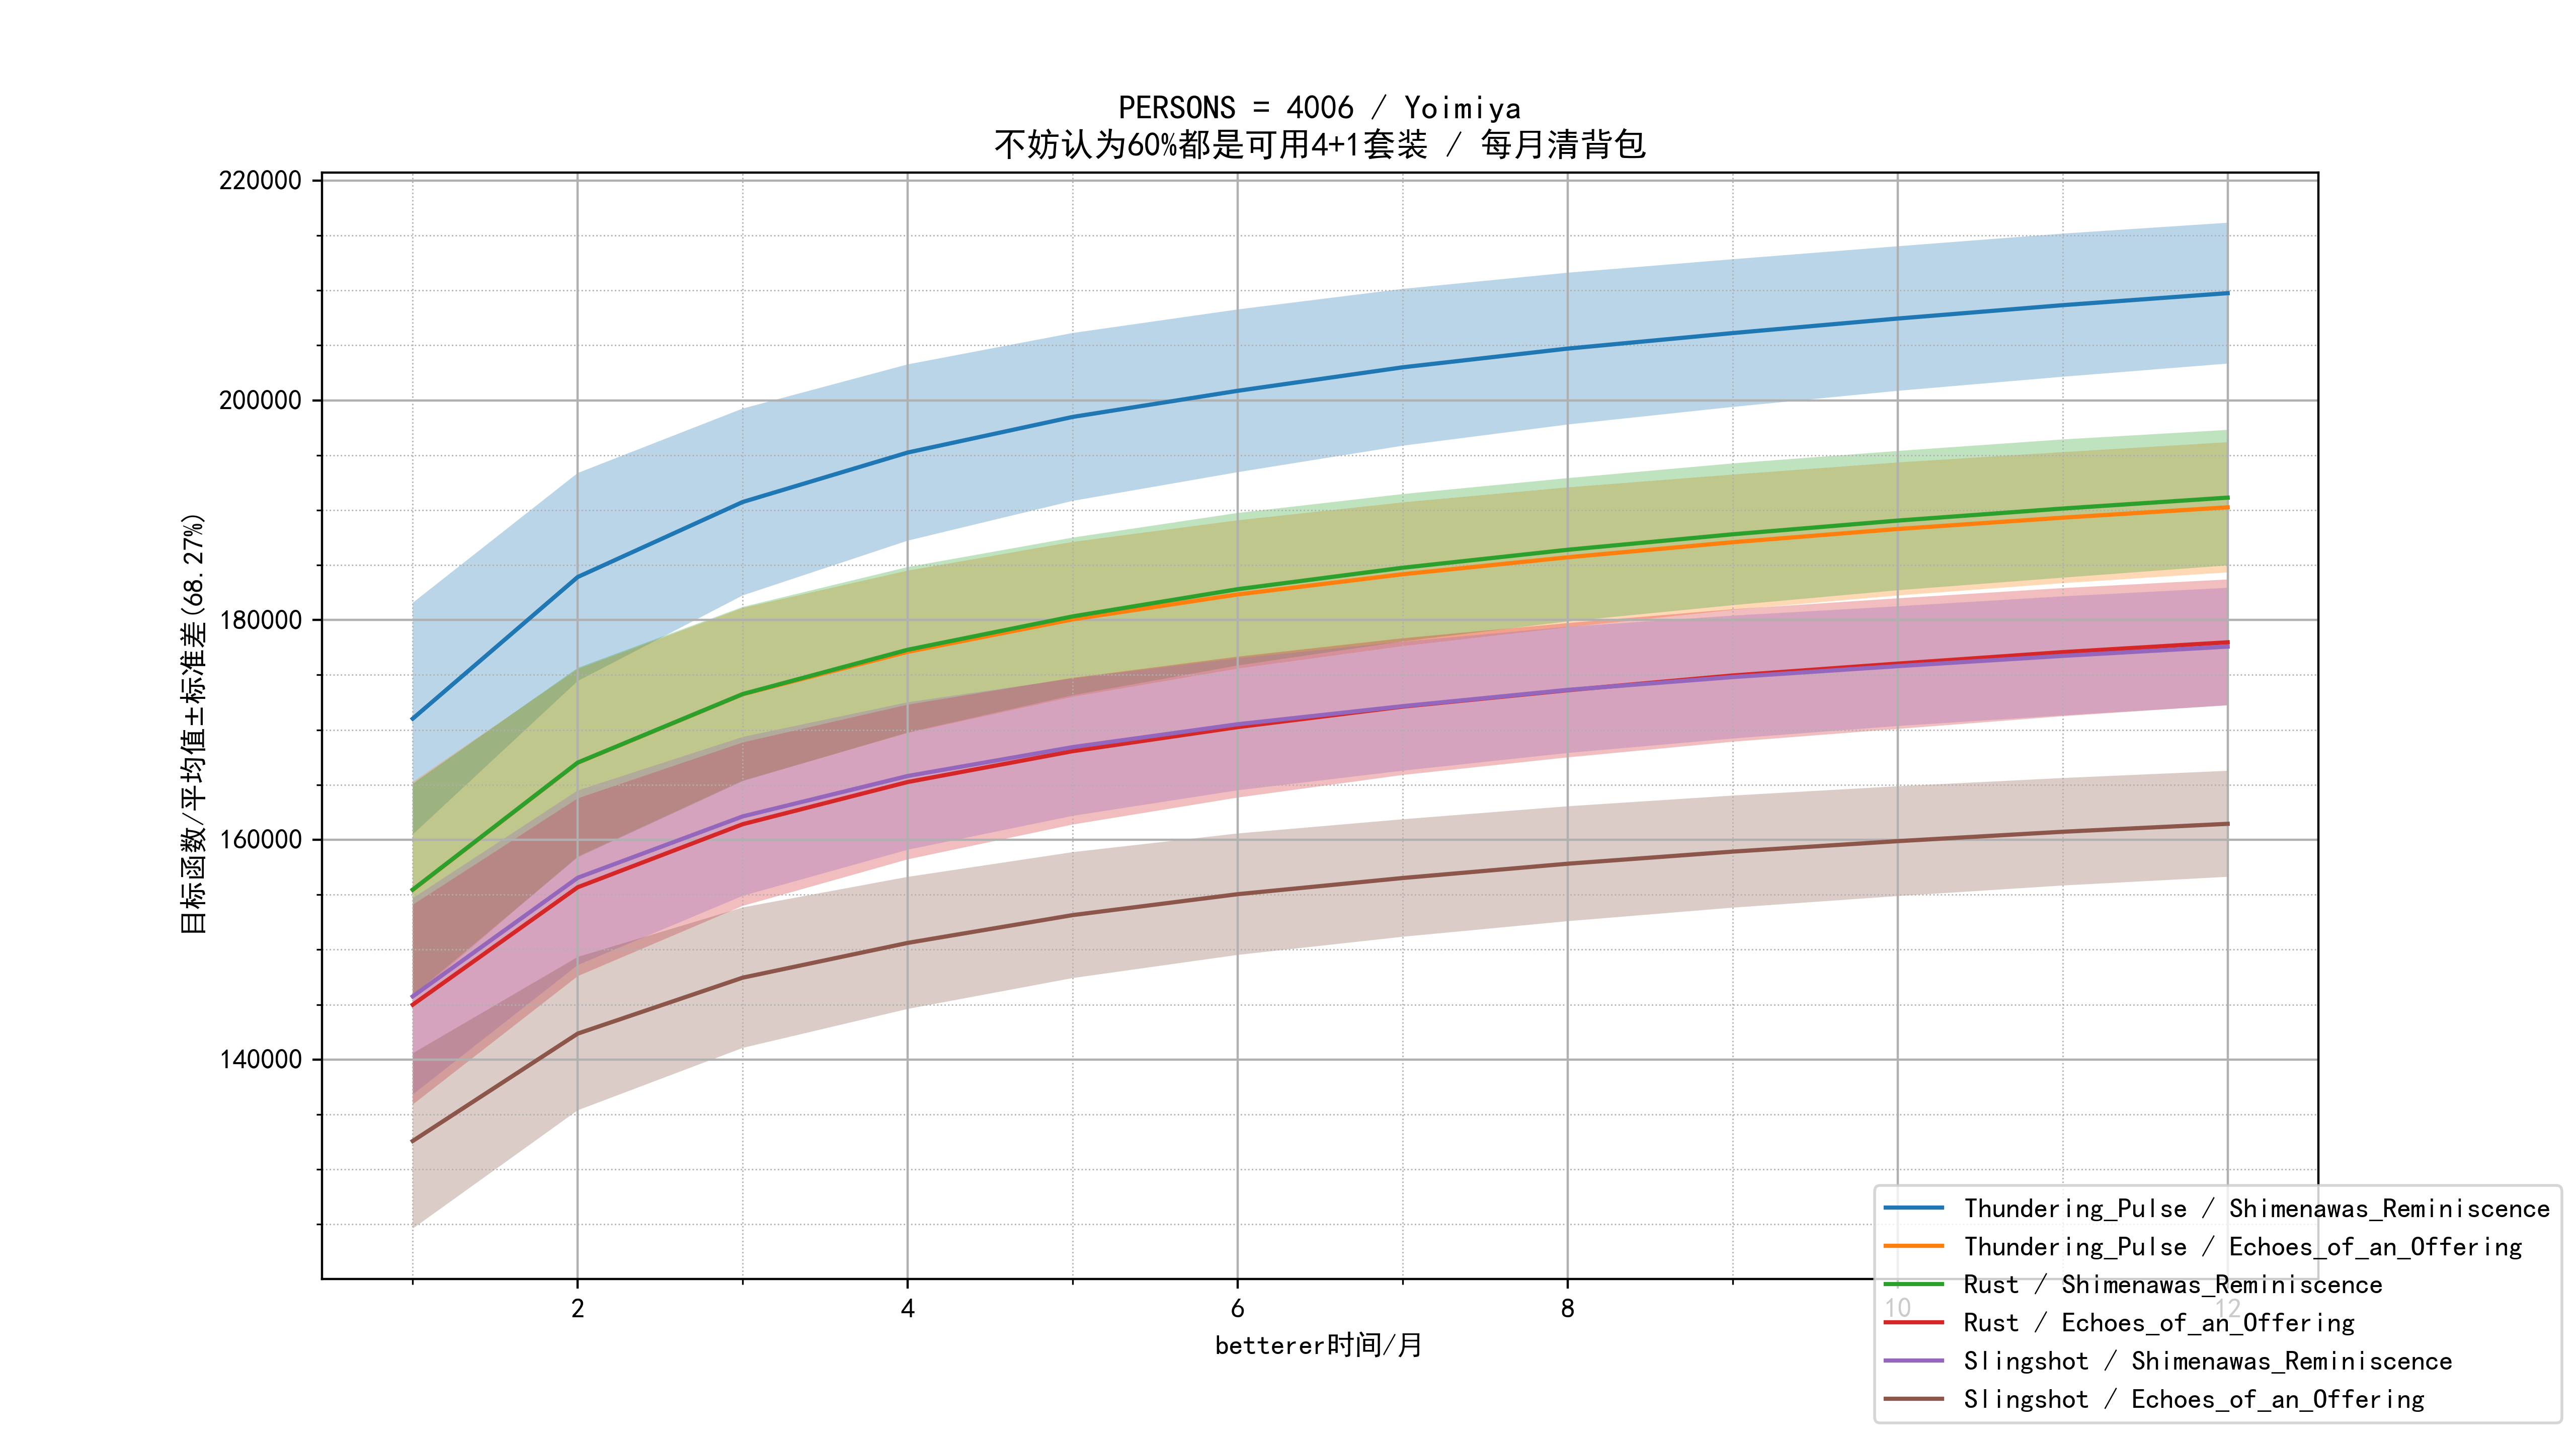 PERSONS = 4006 / Yoimiya
不妨认为60%都是可用4+1套装 / 每月清背包
目标函数/平均值±标准差(68.27%)
220000
200000
180000
160000
140000
2
4
6
8
10
12
betterer时间/月
Thundering_Pulse / Shimenawas_Reminiscence
Thundering_Pulse / Echoes_of_an_Offering
Rust / Shimenawas_Reminiscence
Rust / Echoes_of_an_Offering
Slingshot / Shimenawas_Reminiscence
Slingshot / Echoes_of_an_Offering